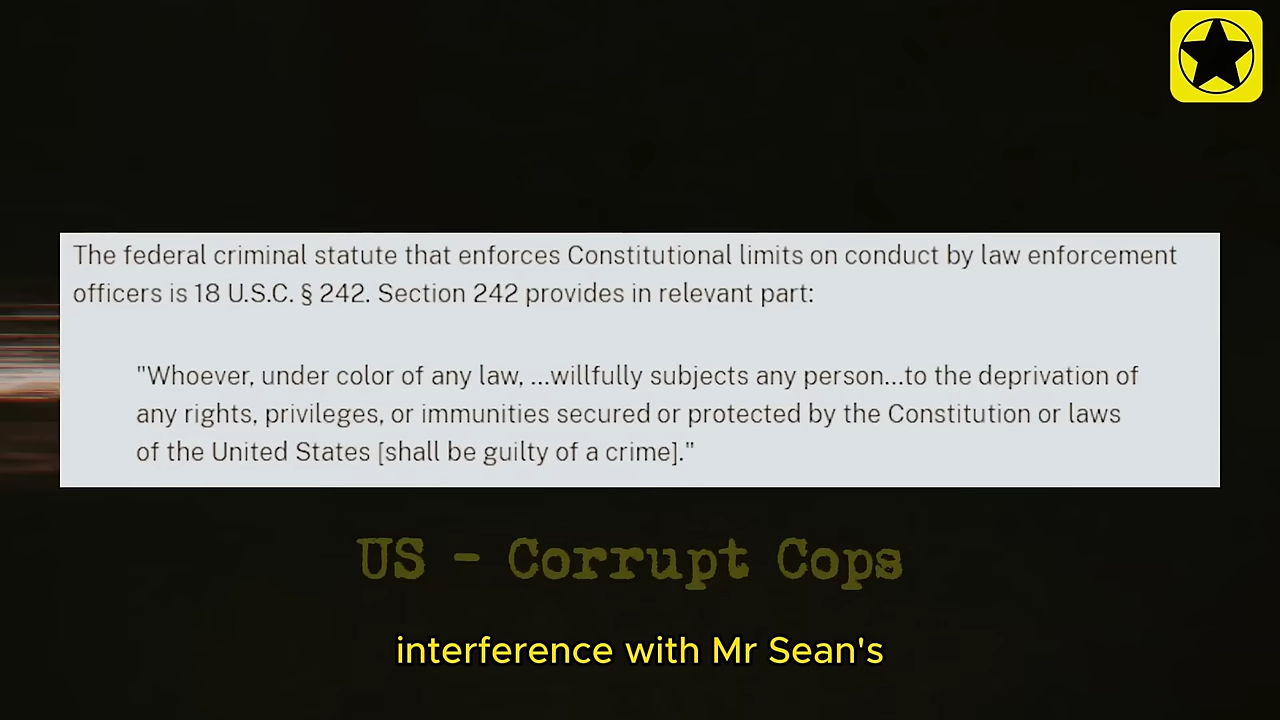 The federal criminal statute that enforces Constitutional limits on conduct by law enforcement
officers is 18 U.S.C. § 242. Section 242 provides in relevant part:
"Whoever, under color of any law, ...willfully subjects any person...to the deprivation of
any rights, privileges, or immunities secured or protected by the Constitution or laws
of the United States [shall be guilty of a crime]."
US - Corrupt Cops
interference with Mr Sean's